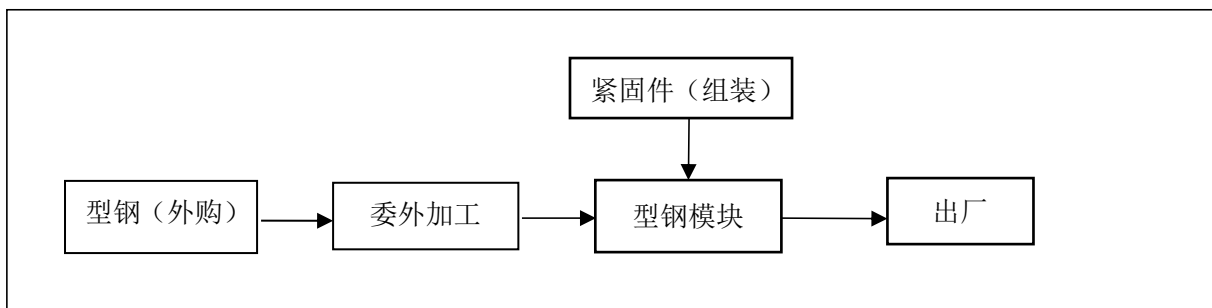 紧固件（组装）
型钢（外购）
委外加工
型钢模块
出厂